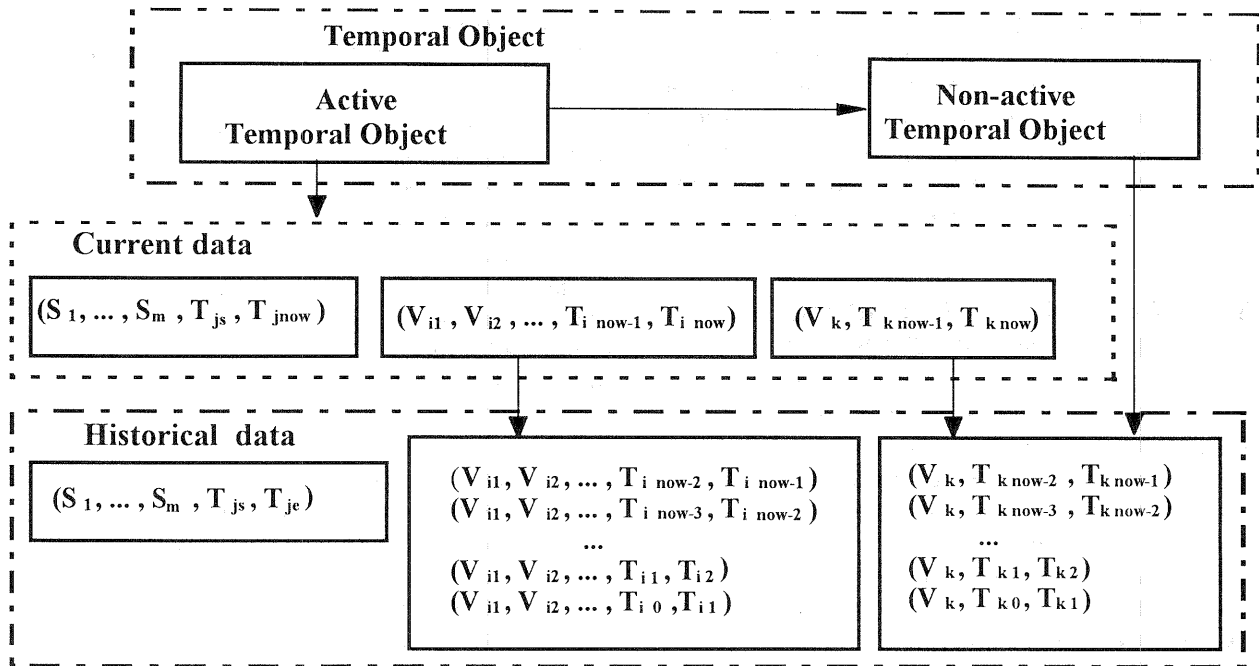 Temporal Object
Active
Temporal Object
Non-active
Temporal Object
Current data
(S 1, ... , S m , T js , T jnow )
(V i1 , V i2 , ... , T i now-1 , T i now)
(V k , T k now-1 , T k now)
Historical data
(S 1, ... , S m , T js , T je )
(V i1, V i2, ... , T i now-2 , T i now-1)
(V i1 , V i2 , ... , T i now-3 , T i now-2)
...
(V i1, V i2, ... , T i 1 , T i 2)
(V i1 , V i2 , ... , T i 0 , T i 1)
(V k , T k now-2 , T k now-1)
(V k , T k now-3 , T k now-2)
...
(V k , T k 1 , T k 2)
(V k , T k 0 , T k 1)